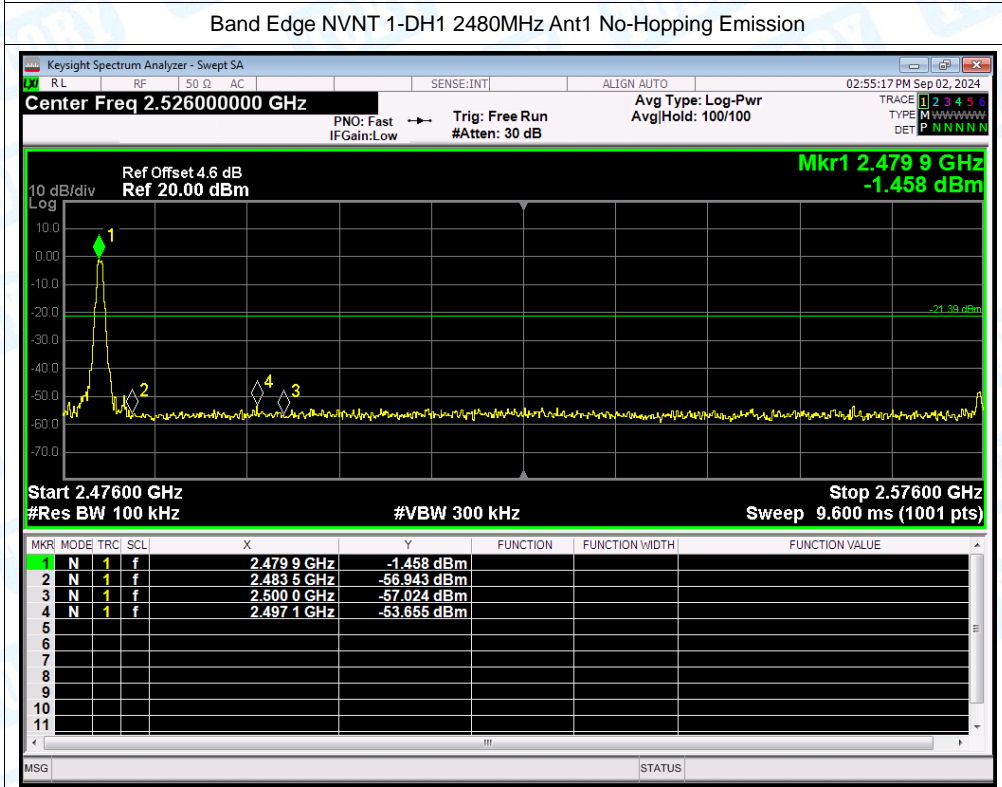 Band Edge NVNT 1-DH1 2480MHz Ant1 No-Hopping Emission
Keysight Spectrum Analyzer - Swept SA
LXI RL RF 50 Ω AC SENSE:INT ALIGN AUTO 02:55:17 PM Sep 02, 2024
Center Freq 2.526000000 GHz
PNO: Fast
IFGain:Low
Trig: Free Run
#Atten: 30 dB
Avg Type: Log-Pwr
Avg|Hold: 100/100
TRACE 1 2 3 4 5 6
TYPE M W W W W W
DET P N N N N N
Mkr1 2.479 9 GHz
-1.458 dBm
Ref Offset 4.6 dB
10 dB/div Ref 20.00 dBm
Log
10.0
0.00
-10.0
-20.0
-30.0
-40.0
-50.0
-60.0
-70.0
1
2
4
3
-21.39 dBm
Start 2.47600 GHz Stop 2.57600 GHz
#Res BW 100 kHz #VBW 300 kHz Sweep 9.600 ms (1001 pts)
MKR MODE TRC SCL X Y FUNCTION FUNCTION WIDTH FUNCTION VALUE
1 N 1 f 2.479 9 GHz -1.458 dBm
2 N 1 f 2.483 5 GHz -56.943 dBm
3 N 1 f 2.500 0 GHz -57.024 dBm
4 N 1 f 2.497 1 GHz -53.655 dBm
5
6
7
8
9
10
11
MSG STATUS